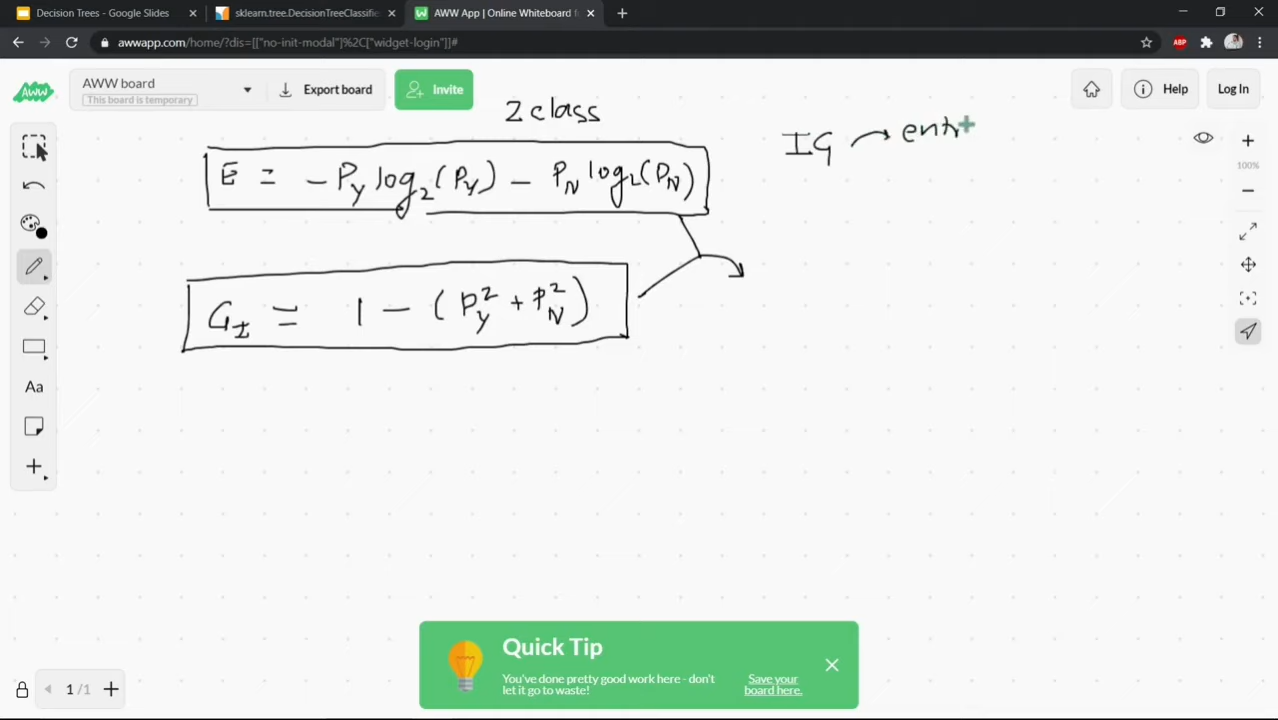 Decision Trees - Google Slides
sklearn.tree.DecisionTreeClassifie
AWW App | Online Whiteboard f
awwapp.com/home/?dis=[["no-init-modal"]%2C["widget-login"]]#
ABP
AWW
AWW board
This board is temporary
Export board
Invite
Help
Log In
100%
2 class
IG → entr
E = -P_Y log_2 (P_Y) - P_N log_2 (P_N)
G_I = 1 - (P_Y^2 + P_N^2)
Aa
Quick Tip
You've done pretty good work here - don't
let it go to waste!
Save your
board here.
1 /1